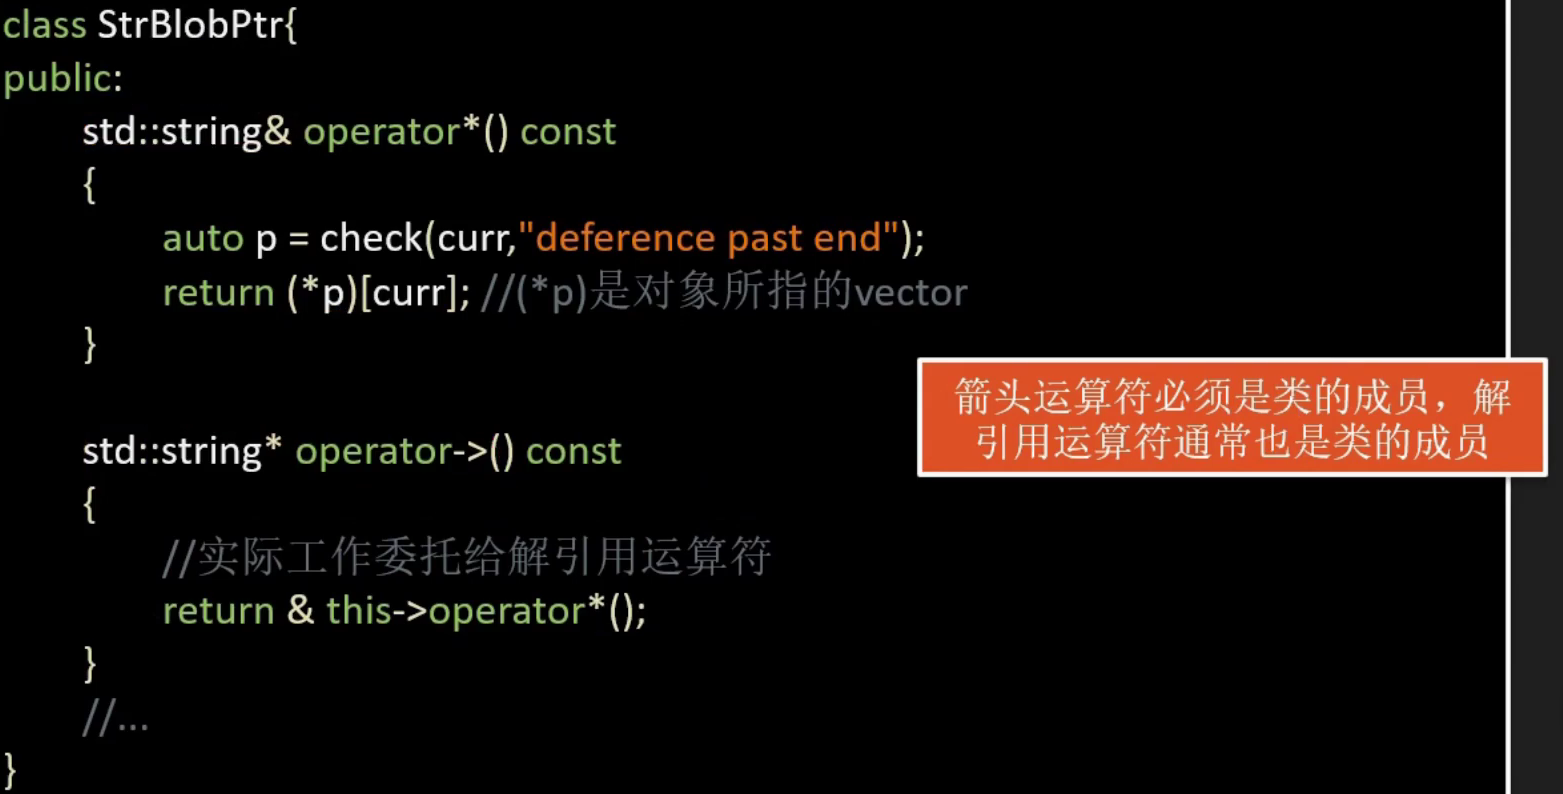 class StrBlobPtr{
public:
std::string& operator*() const
{
auto p = check(curr,"deference past end");
return (*p)[curr]; //(*p)是对象所指的vector
}
箭头运算符必须是类的成员，解
引用运算符通常也是类的成员
std::string* operator->() const
{
//实际工作委托给解引用运算符
return & this->operator*();
}
//...
}